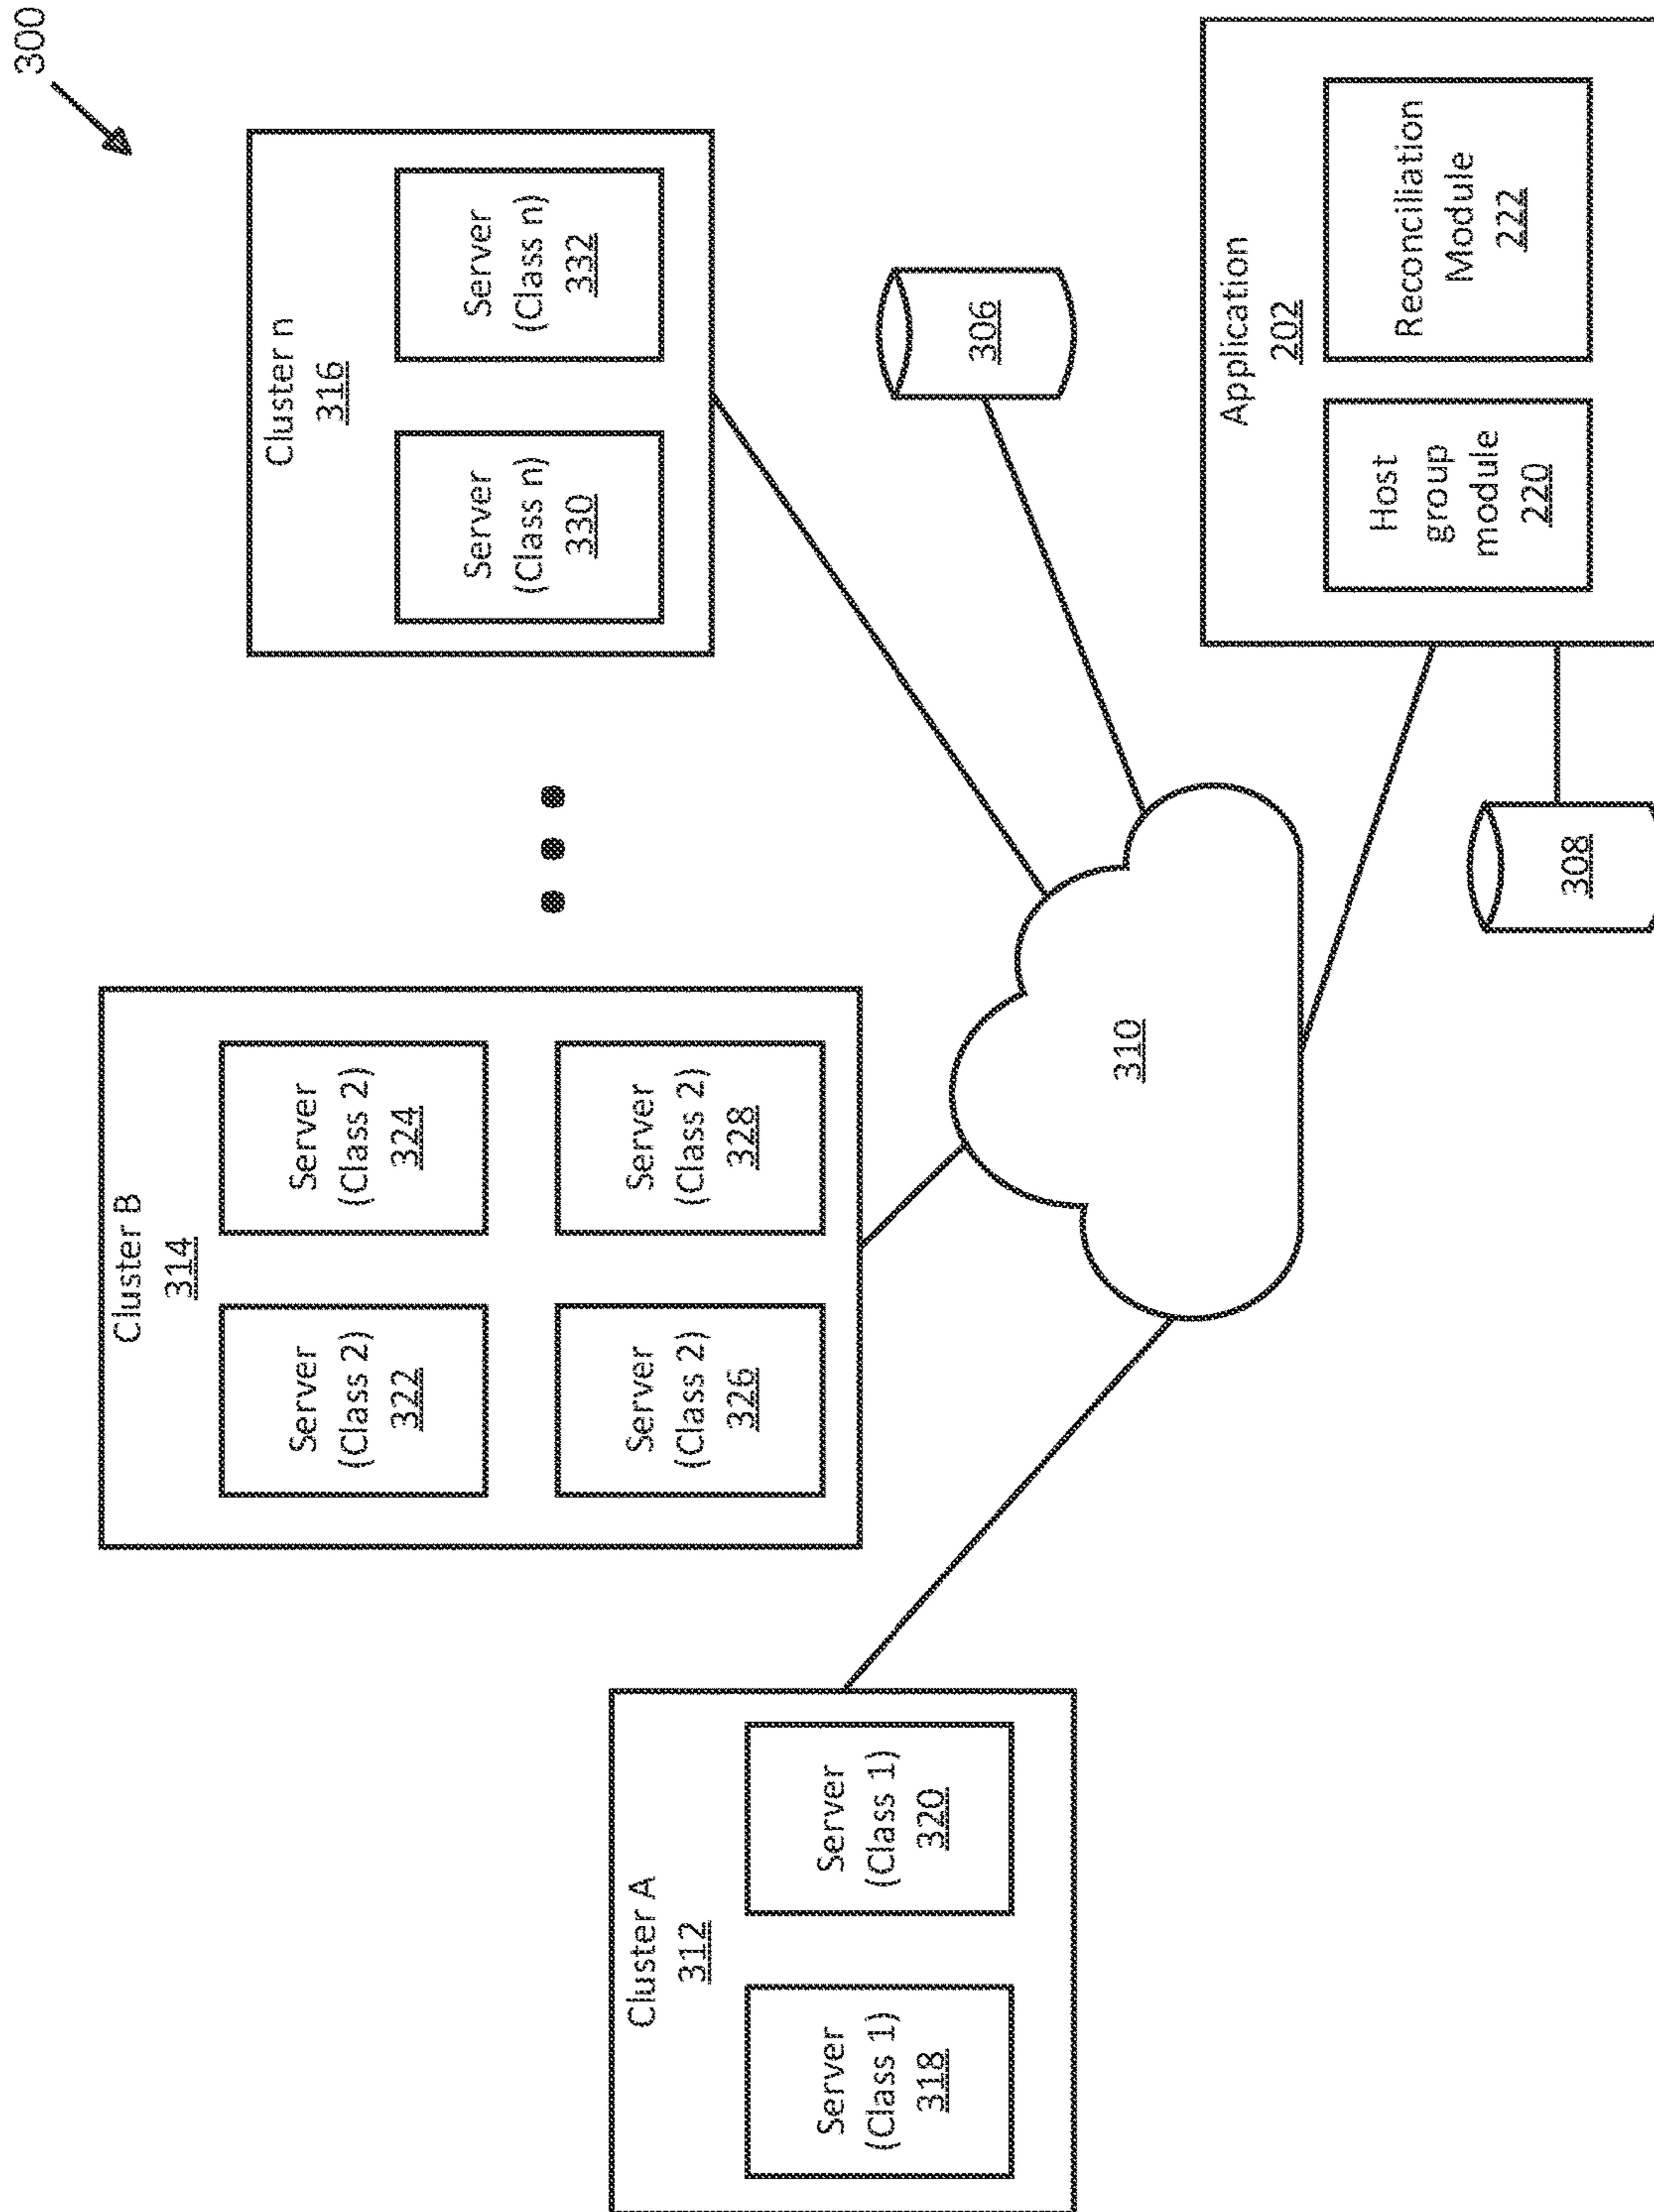 300
Cluster A
312
Server
(Class 1)
318
Server
(Class 1)
320
Cluster B
314
Server
(Class 2)
322
Server
(Class 2)
324
Server
(Class 2)
326
Server
(Class 2)
328
Cluster n
316
Server
(Class n)
330
Server
(Class n)
332
306
310
308
Application
202
Host
group
module
220
Reconciliation
Module
222